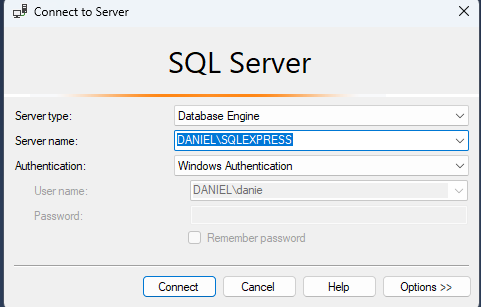 Connect to Server
SQL Server
Server type: Database Engine
Server name: DANIEL\SQLEXPRESS
Authentication: Windows Authentication
User name: DANIEL\danie
Password:
Remember password
Connect Cancel Help Options >>